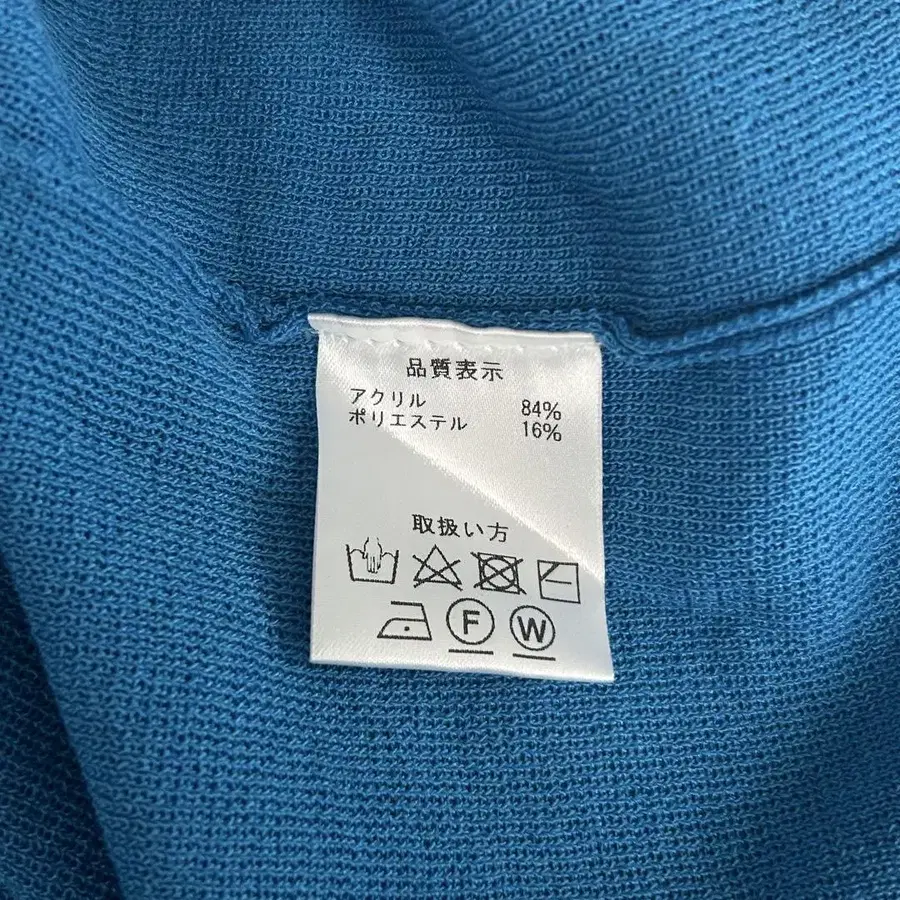 品質表示
アクリル 84%
ポリエステル 16%
取扱い方
F W